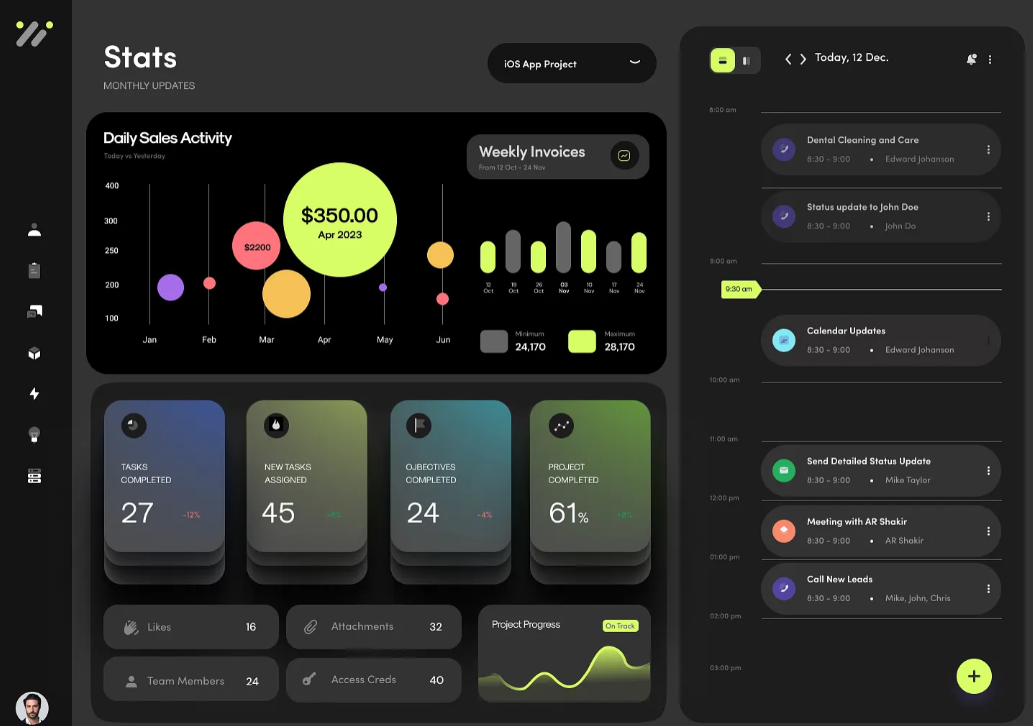 Stats
MONTHLY UPDATES
iOS App Project
Daily Sales Activity
Today vs Yesterday
Weekly Invoices
From 12 Oct - 24 Nov
400
300
250
200
100
$2200
$350.00
Apr 2023
Jan
Feb
Mar
Apr
May
Jun
12 Oct
19 Oct
26 Oct
03 Nov
10 Nov
17 Nov
24 Nov
Minimum
24,170
Maximum
28,170
TASKS
COMPLETED
27
-12%
NEW TASKS
ASSIGNED
45
OJBECTIVES
COMPLETED
24
-4%
PROJECT
COMPLETED
61%
Likes
16
Attachments
32
Team Members
24
Access Creds
40
Project Progress
On Track
Today, 12 Dec.
8:00 am
Dental Cleaning and Care
8:30 - 9:00 • Edward Johanson
Status update to John Doe
8:30 - 9:00 • John Do
9:00 am
9:30 am
Calendar Updates
8:30 - 9:00 • Edward Johanson
10:00 am
11:00 am
Send Detailed Status Update
8:30 - 9:00 • Mike Taylor
12:00 pm
Meeting with AR Shakir
8:30 - 9:00 • AR Shakir
01:00 pm
Call New Leads
8:30 - 9:00 • Mike, John, Chris
02:00 pm
03:00 pm